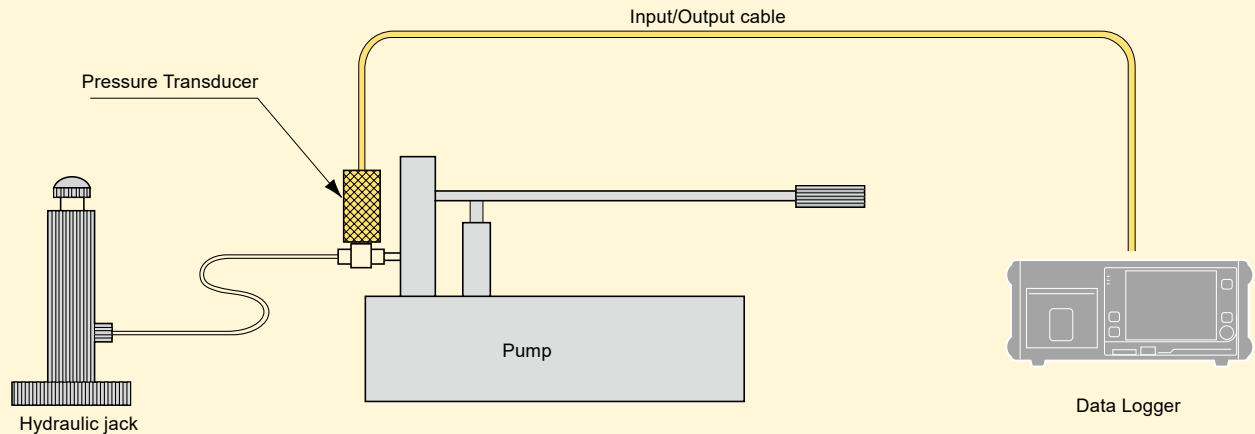 Input/Output cable
Pressure Transducer
Pump
Data Logger
Hydraulic jack